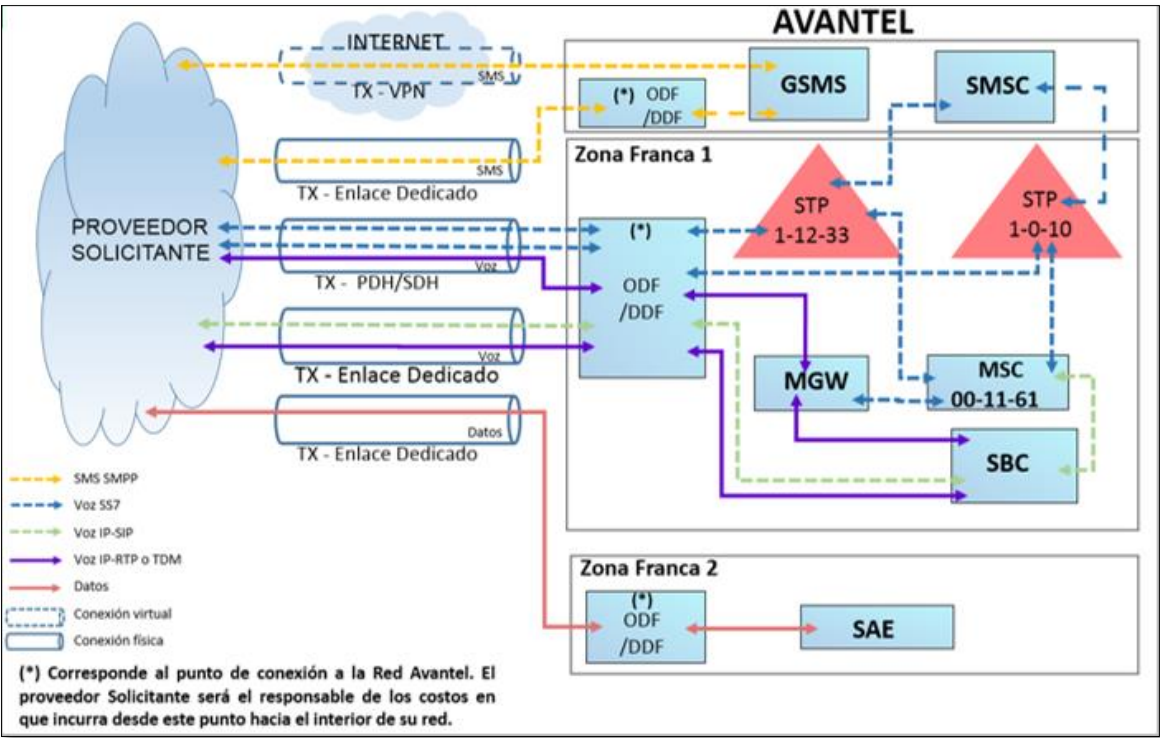 AVANTEL
INTERNET
SMS
TX - VPN
(*) ODF
/DDF
GSMS
SMSC
SMS
TX - Enlace Dedicado
Zona Franca 1
PROVEEDOR
SOLICITANTE
Voz
TX - PDH/SDH
(*)
ODF
/DDF
STP
1-12-33
STP
1-0-10
Voz
TX - Enlace Dedicado
MGW
MSC
00-11-61
Datos
TX - Enlace Dedicado
SBC
SMS SMPP
Voz SS7
Voz IP-SIP
Voz IP-RTP o TDM
Datos
Conexión virtual
Conexión física
Zona Franca 2
(*)
ODF
/DDF
SAE
(*) Corresponde al punto de conexión a la Red Avantel. El
proveedor Solicitante será el responsable de los costos en
que incurra desde este punto hacia el interior de su red.